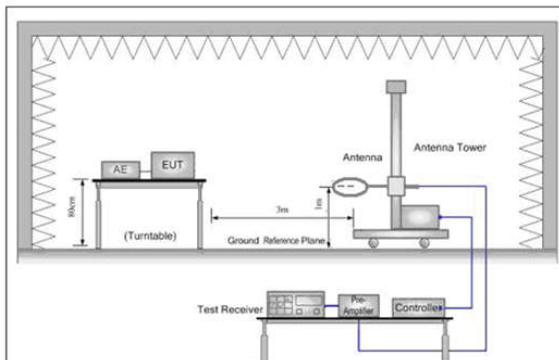 Antenna
Antenna Tower
AE
EUT
80cm
(Turntable)
3m
1m
Ground Reference Plane
Test Receiver
Pre-
Amplifier
Controller